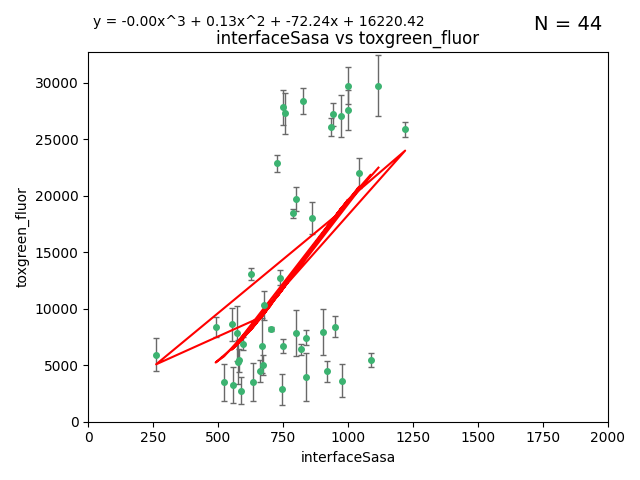 y = -0.00x^3 + 0.13x^2 + -72.24x + 16220.42
N = 44
interfaceSasa vs toxgreen_fluor
30000
25000
20000
15000
10000
5000
0
toxgreen_fluor
0 250 500 750 1000 1250 1500 1750 2000
interfaceSasa